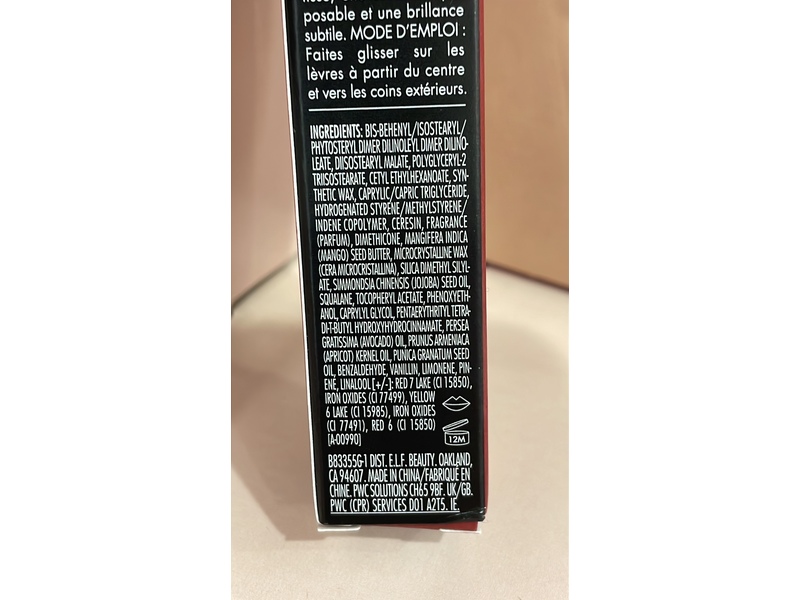 posable et une brillance
subtile. MODE D'EMPLOI :
Faites glisser sur les
lèvres à partir du centre
et vers les coins extérieurs.
INGREDIENTS: BIS-BEHENYL/ISOSTEARYL/
PHYTOSTERYL DIMER DILINOLEYL DIMER DILINO-
LEATE, DIISOSTEARYL MALATE, POLYGLYCERYL-2
TRIISOSTEARATE, CETYL ETHYLHEXANOATE, SYN-
THETIC WAX, CAPRYLIC/CAPRIC TRIGLYCERIDE,
HYDROGENATED STYRENE/METHYLSTYRENE/
INDENE COPOLYMER, CERESIN, FRAGRANCE
(PARFUM), DIMETHICONE, MANGIFERA INDICA
(MANGO) SEED BUTTER, MICROCRYSTALLINE WAX
(CERA MICROCRISTALLINA), SILICA DIMETHYL SILYL-
ATE, SIMMONDSIA CHINENSIS (JOJOBA) SEED OIL,
SQUALANE, TOCOPHERYL ACETATE, PHENOXYETH-
ANOL, CAPRYLYL GLYCOL, PENTAERYTHRITYL TETRA-
DI-T-BUTYL HYDROXYHYDROCINNAMATE, PERSEA
GRATISSIMA (AVOCADO) OIL, PRUNUS ARMENIACA
(APRICOT) KERNEL OIL, PUNICA GRANATUM SEED
OIL, BENZALDEHYDE, VANILLIN, LIMONENE, PIN-
ENE, LINALOOL [+/-]: RED 7 LAKE (CI 15850),
IRON OXIDES (CI 77499), YELLOW
6 LAKE (CI 15985), IRON OXIDES
(CI 77491), RED 6 (CI 15850)
[A-00990]
12M
B83355G-1 DIST. E.L.F. BEAUTY. OAKLAND,
CA 94607. MADE IN CHINA/FABRIQUÉ EN
CHINE. PWC SOLUTIONS CH65 9BF. UK/GB.
PWC (CPR) SERVICES D01 A2T5. IE.